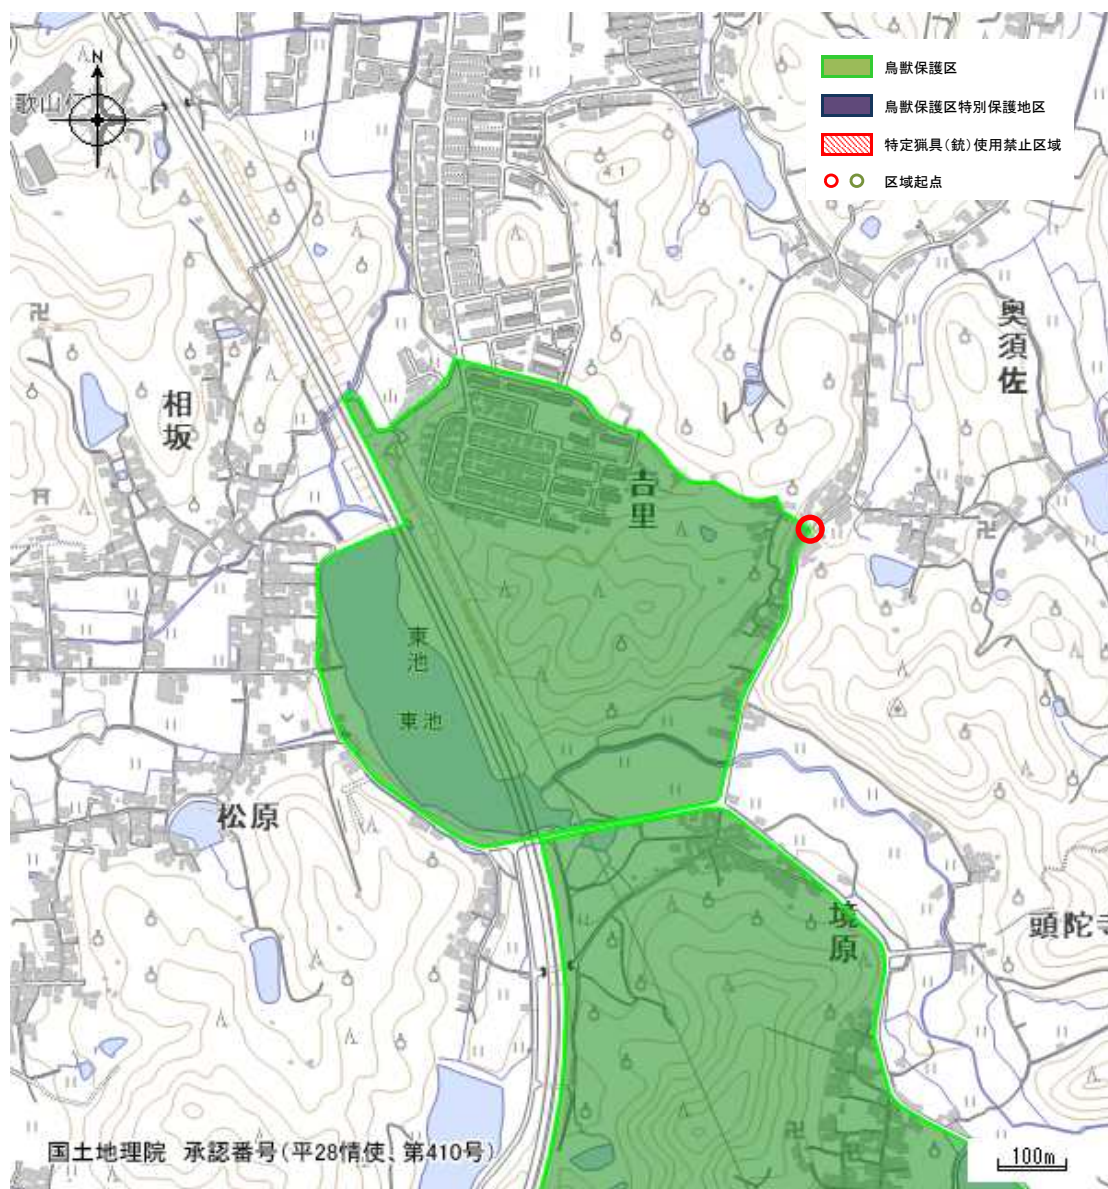 N
歌山
鳥獣保護区
鳥獣保護区特別保護地区
特定猟具(銃)使用禁止区域
区域起点
41
奥須佐
相坂
吉里
東池
東池
松原
境原
頭陀寺
国土地理院 承認番号(平28情使、第410号)
100m